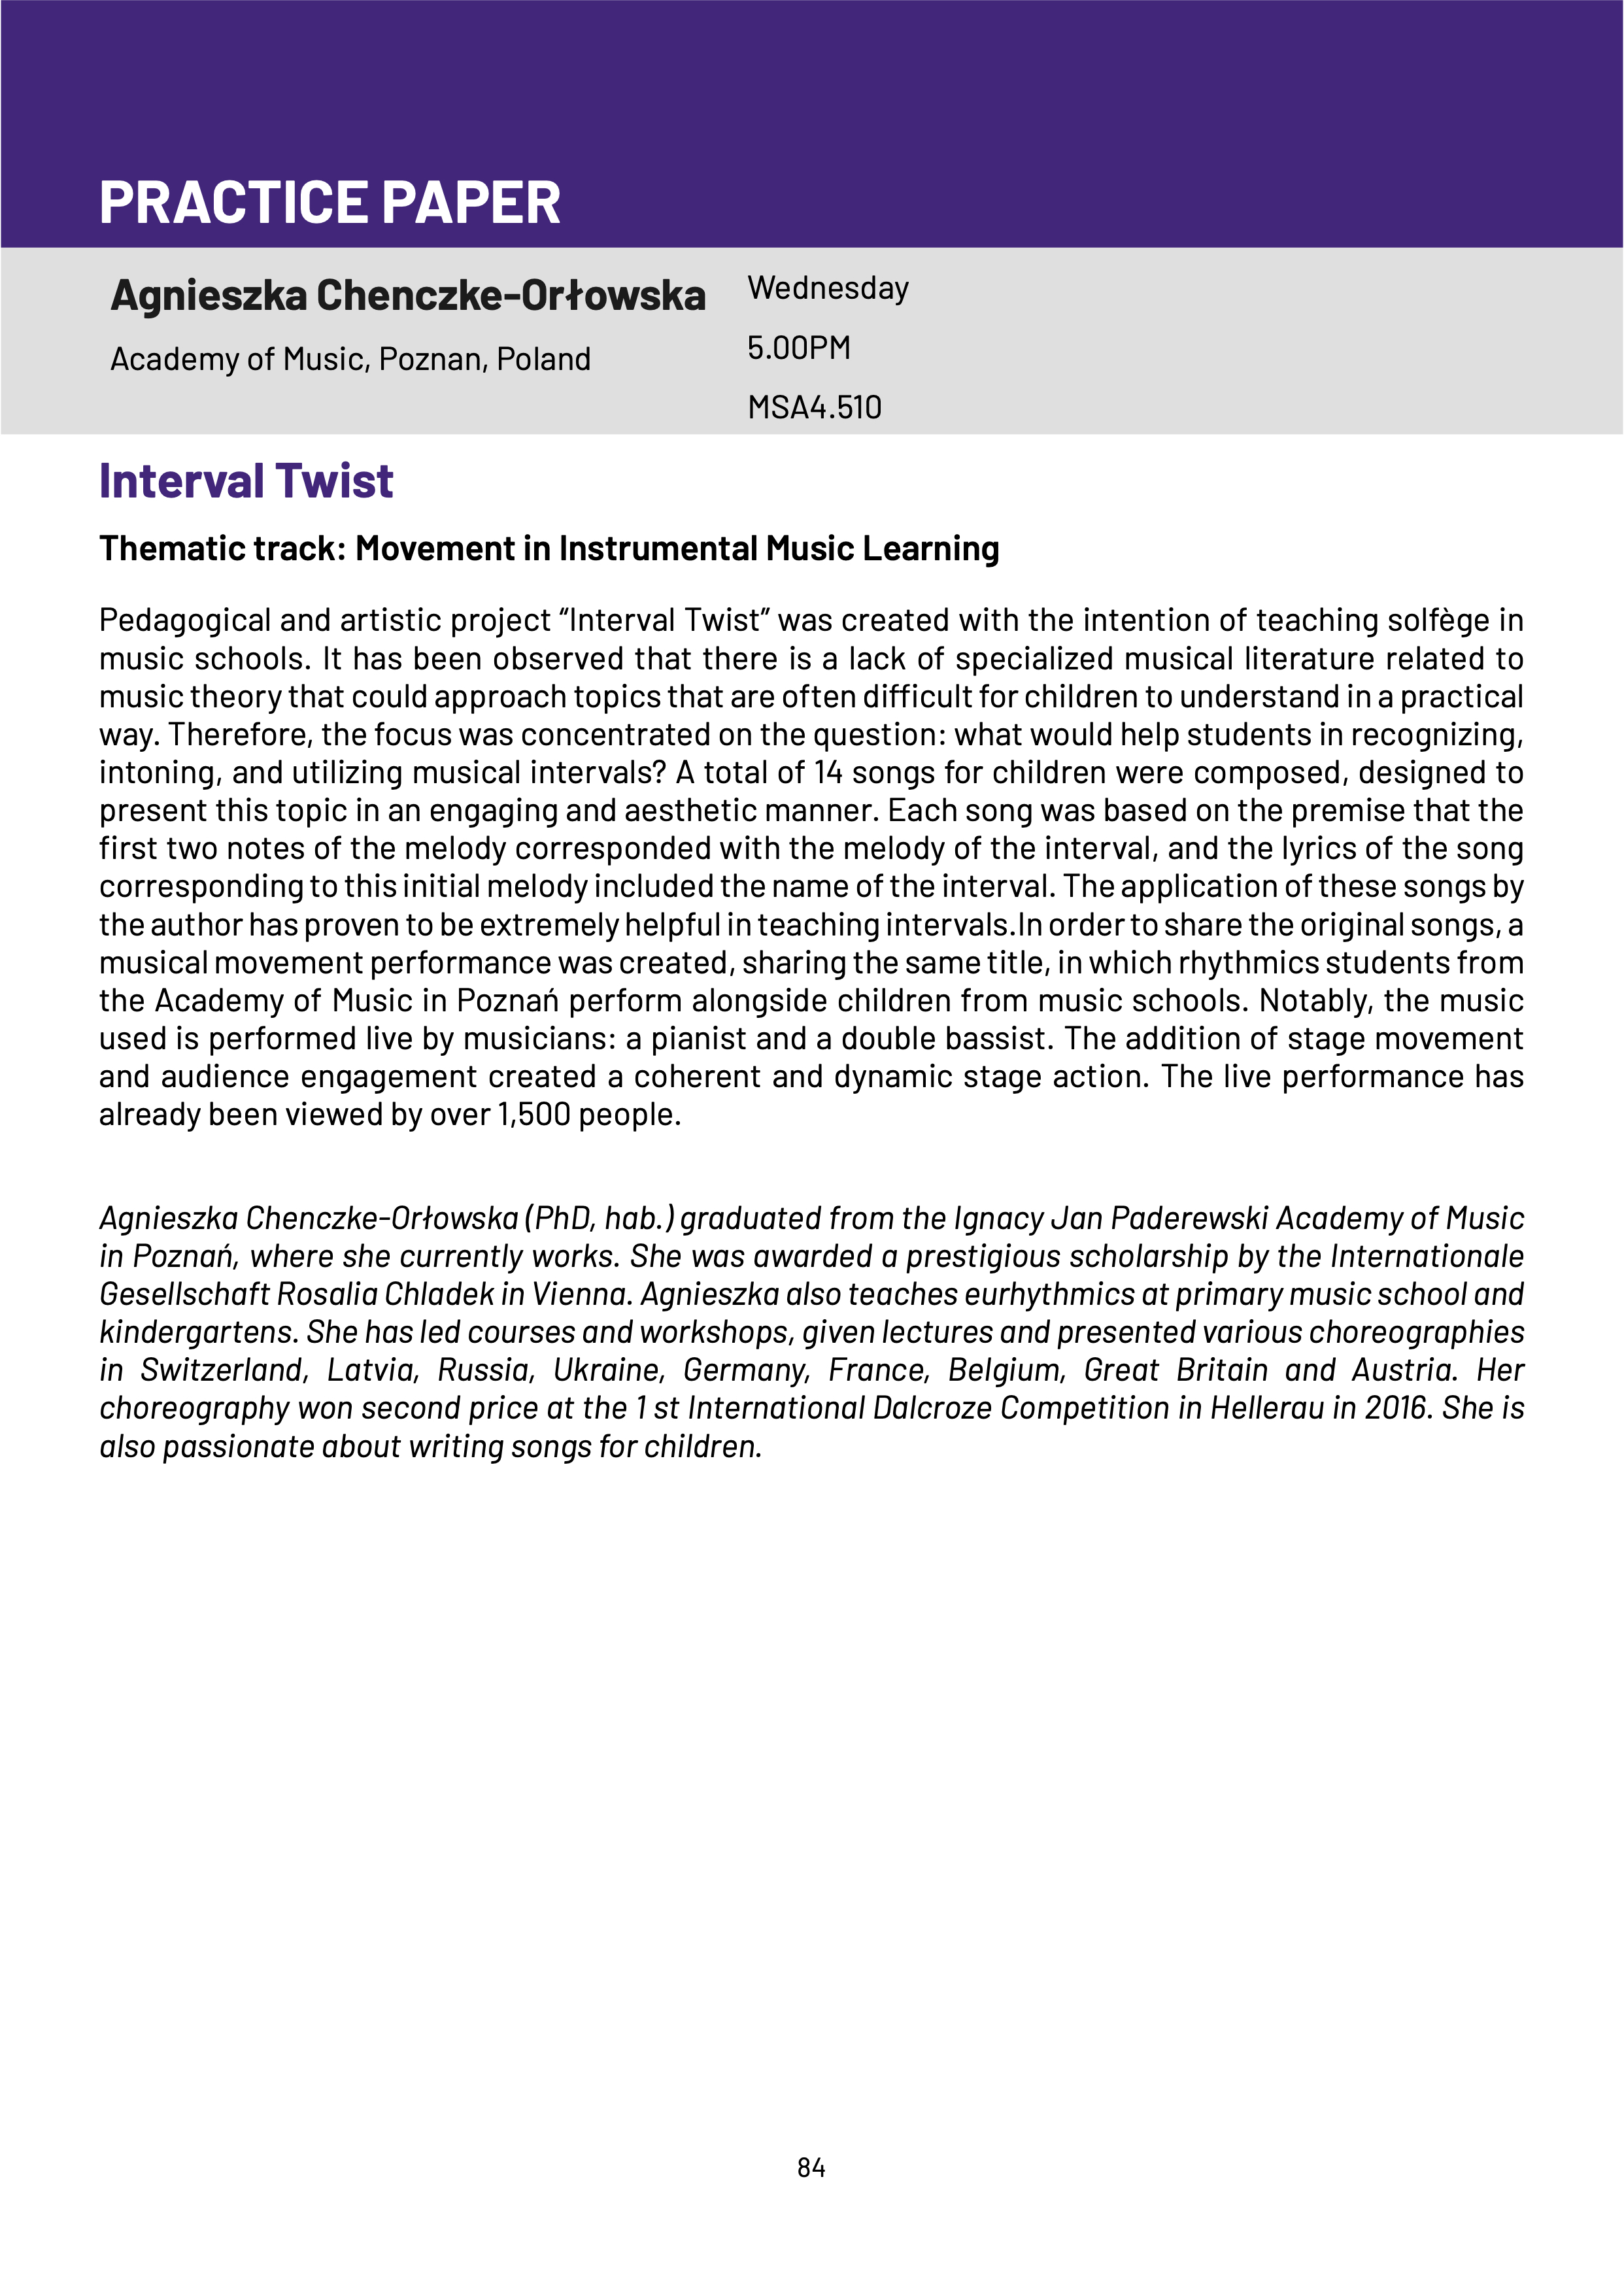 PRACTICE PAPER
Agnieszka Chenczke-Orłowska
Academy of Music, Poznan, Poland
Wednesday
5.00PM
MSA4.510
Interval Twist
Thematic track: Movement in Instrumental Music Learning
Pedagogical and artistic project “Interval Twist” was created with the intention of teaching solfège in
music schools. It has been observed that there is a lack of specialized musical literature related to
music theory that could approach topics that are often difficult for children to understand in a practical
way. Therefore, the focus was concentrated on the question: what would help students in recognizing,
intoning, and utilizing musical intervals? A total of 14 songs for children were composed, designed to
present this topic in an engaging and aesthetic manner. Each song was based on the premise that the
first two notes of the melody corresponded with the melody of the interval, and the lyrics of the song
corresponding to this initial melody included the name of the interval. The application of these songs by
the author has proven to be extremely helpful in teaching intervals.In order to share the original songs, a
musical movement performance was created, sharing the same title, in which rhythmics students from
the Academy of Music in Poznań perform alongside children from music schools. Notably, the music
used is performed live by musicians: a pianist and a double bassist. The addition of stage movement
and audience engagement created a coherent and dynamic stage action. The live performance has
already been viewed by over 1,500 people.
Agnieszka Chenczke-Orłowska (PhD, hab.) graduated from the Ignacy Jan Paderewski Academy of Music
in Poznań, where she currently works. She was awarded a prestigious scholarship by the Internationale
Gesellschaft Rosalia Chladek in Vienna. Agnieszka also teaches eurhythmics at primary music school and
kindergartens. She has led courses and workshops, given lectures and presented various choreographies
in Switzerland, Latvia, Russia, Ukraine, Germany, France, Belgium, Great Britain and Austria. Her
choreography won second price at the 1 st International Dalcroze Competition in Hellerau in 2016. She is
also passionate about writing songs for children.
84